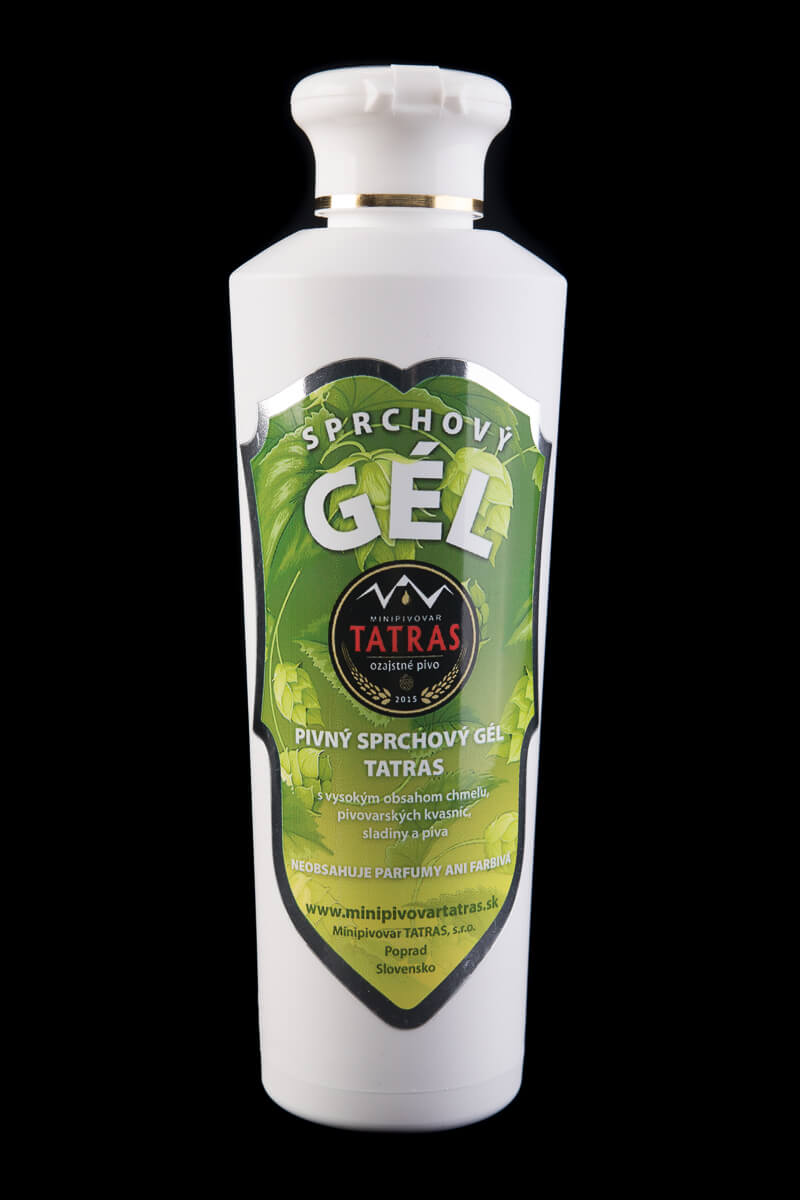 SPRCHOVÝ
GÉL
MINIPIVOVAR
TATRAS
ozajstné pivo
2015
PIVNÝ SPRCHOVÝ GÉL
TATRAS
s vysokým obsahom chmeľu,
pivovarských kvasníc,
sladiny a piva
NEOBSAHUJE PARFUMY ANI FARBIVÁ
www.minipivovartatras.sk
Minipivovar TATRAS, s.r.o.
Poprad
Slovensko